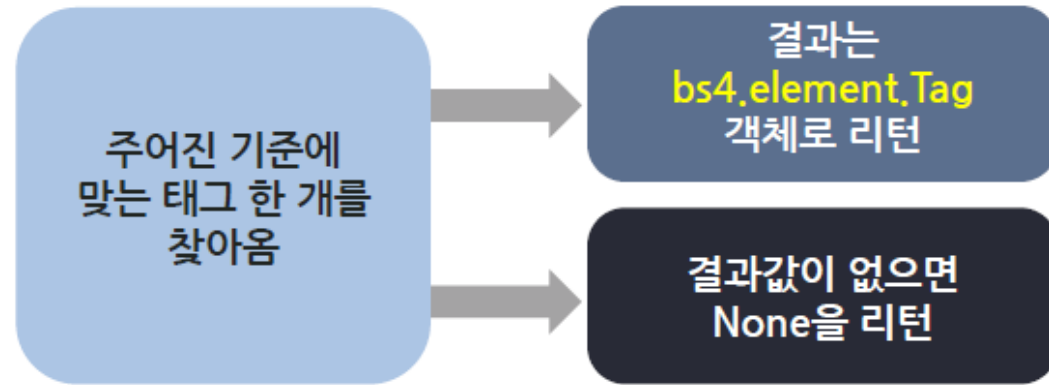 주어진 기준에
맞는 태그 한 개를
찾아옴
결과는
bs4.element.Tag
객체로 리턴
결과값이 없으면
None을 리턴